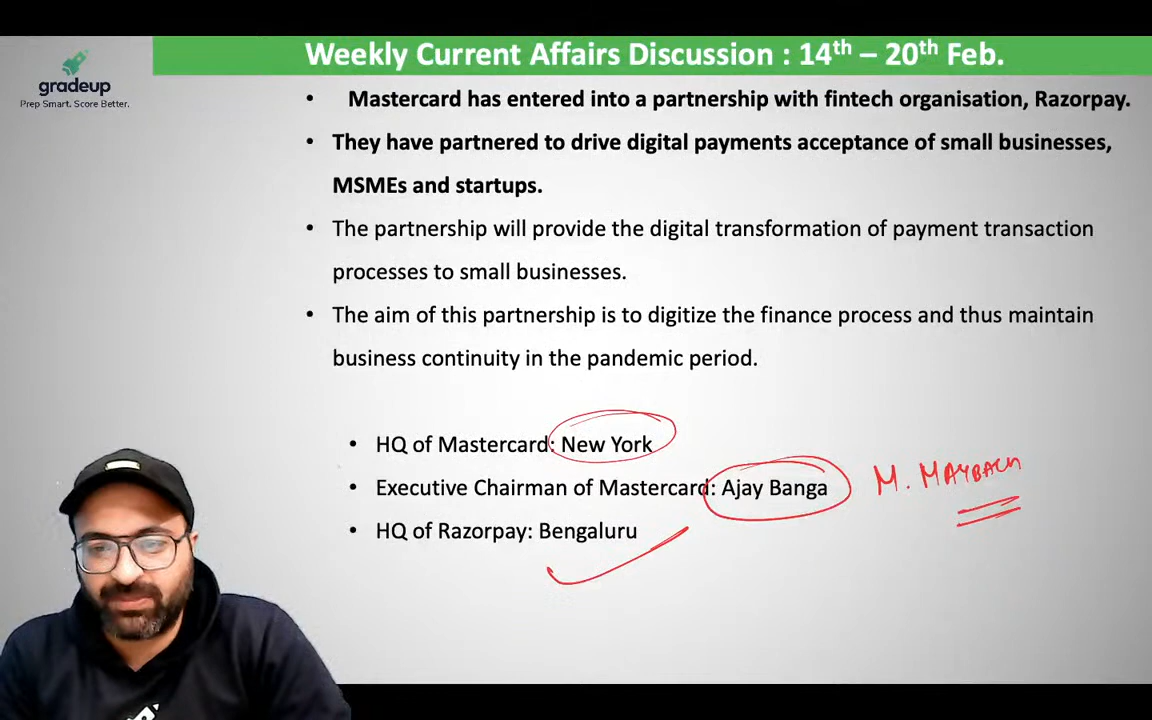 Weekly Current Affairs Discussion : 14th – 20th Feb.
gradeup
Prep Smart. Score Better.
• Mastercard has entered into a partnership with fintech organisation, Razorpay.
• They have partnered to drive digital payments acceptance of small businesses,
MSMEs and startups.
• The partnership will provide the digital transformation of payment transaction
processes to small businesses.
• The aim of this partnership is to digitize the finance process and thus maintain
business continuity in the pandemic period.
• HQ of Mastercard: New York
• Executive Chairman of Mastercard: Ajay Banga M. MAYBACH
• HQ of Razorpay: Bengaluru